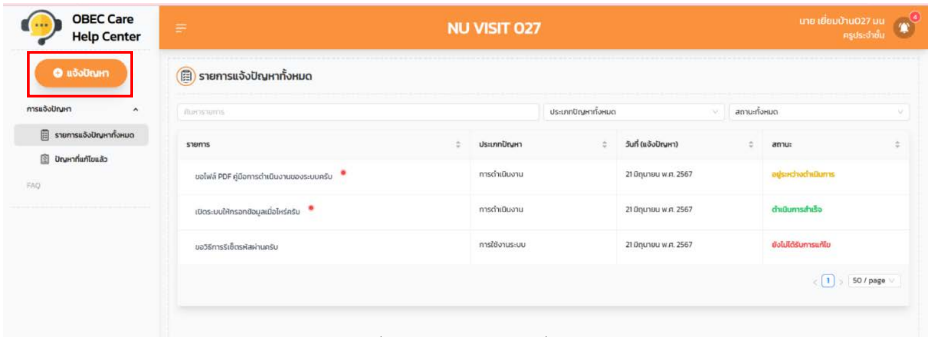 OBEC Care
Help Center
NU VISIT 027
นาย เยี่ยมบ้าน027 นน
ครูประจำชั้น
4
แจ้งปัญหา
รายการแจ้งปัญหาทั้งหมด
การแจ้งปัญหา
รายการแจ้งปัญหาทั้งหมด
ปัญหาที่แก้ไขแล้ว
FAQ
ค้นหารายการ
ประเภทปัญหาทั้งหมด
สถานะทั้งหมด
รายการ
ประเภทปัญหา
วันที่ (แจ้งปัญหา)
สถานะ
ขอไฟล์ PDF คู่มือการดำเนินงานของระบบครับ
การดำเนินงาน
21 มิถุนายน พ.ศ. 2567
อยู่ระหว่างดำเนินการ
เปิดระบบให้กรอกข้อมูลเมื่อไหร่ครับ
การดำเนินงาน
21 มิถุนายน พ.ศ. 2567
ดำเนินการสำเร็จ
ขอวิธีการรีเซ็ตรหัสผ่านครับ
การใช้งานระบบ
21 มิถุนายน พ.ศ. 2567
ยังไม่ได้รับการแก้ไข
1
50 / page